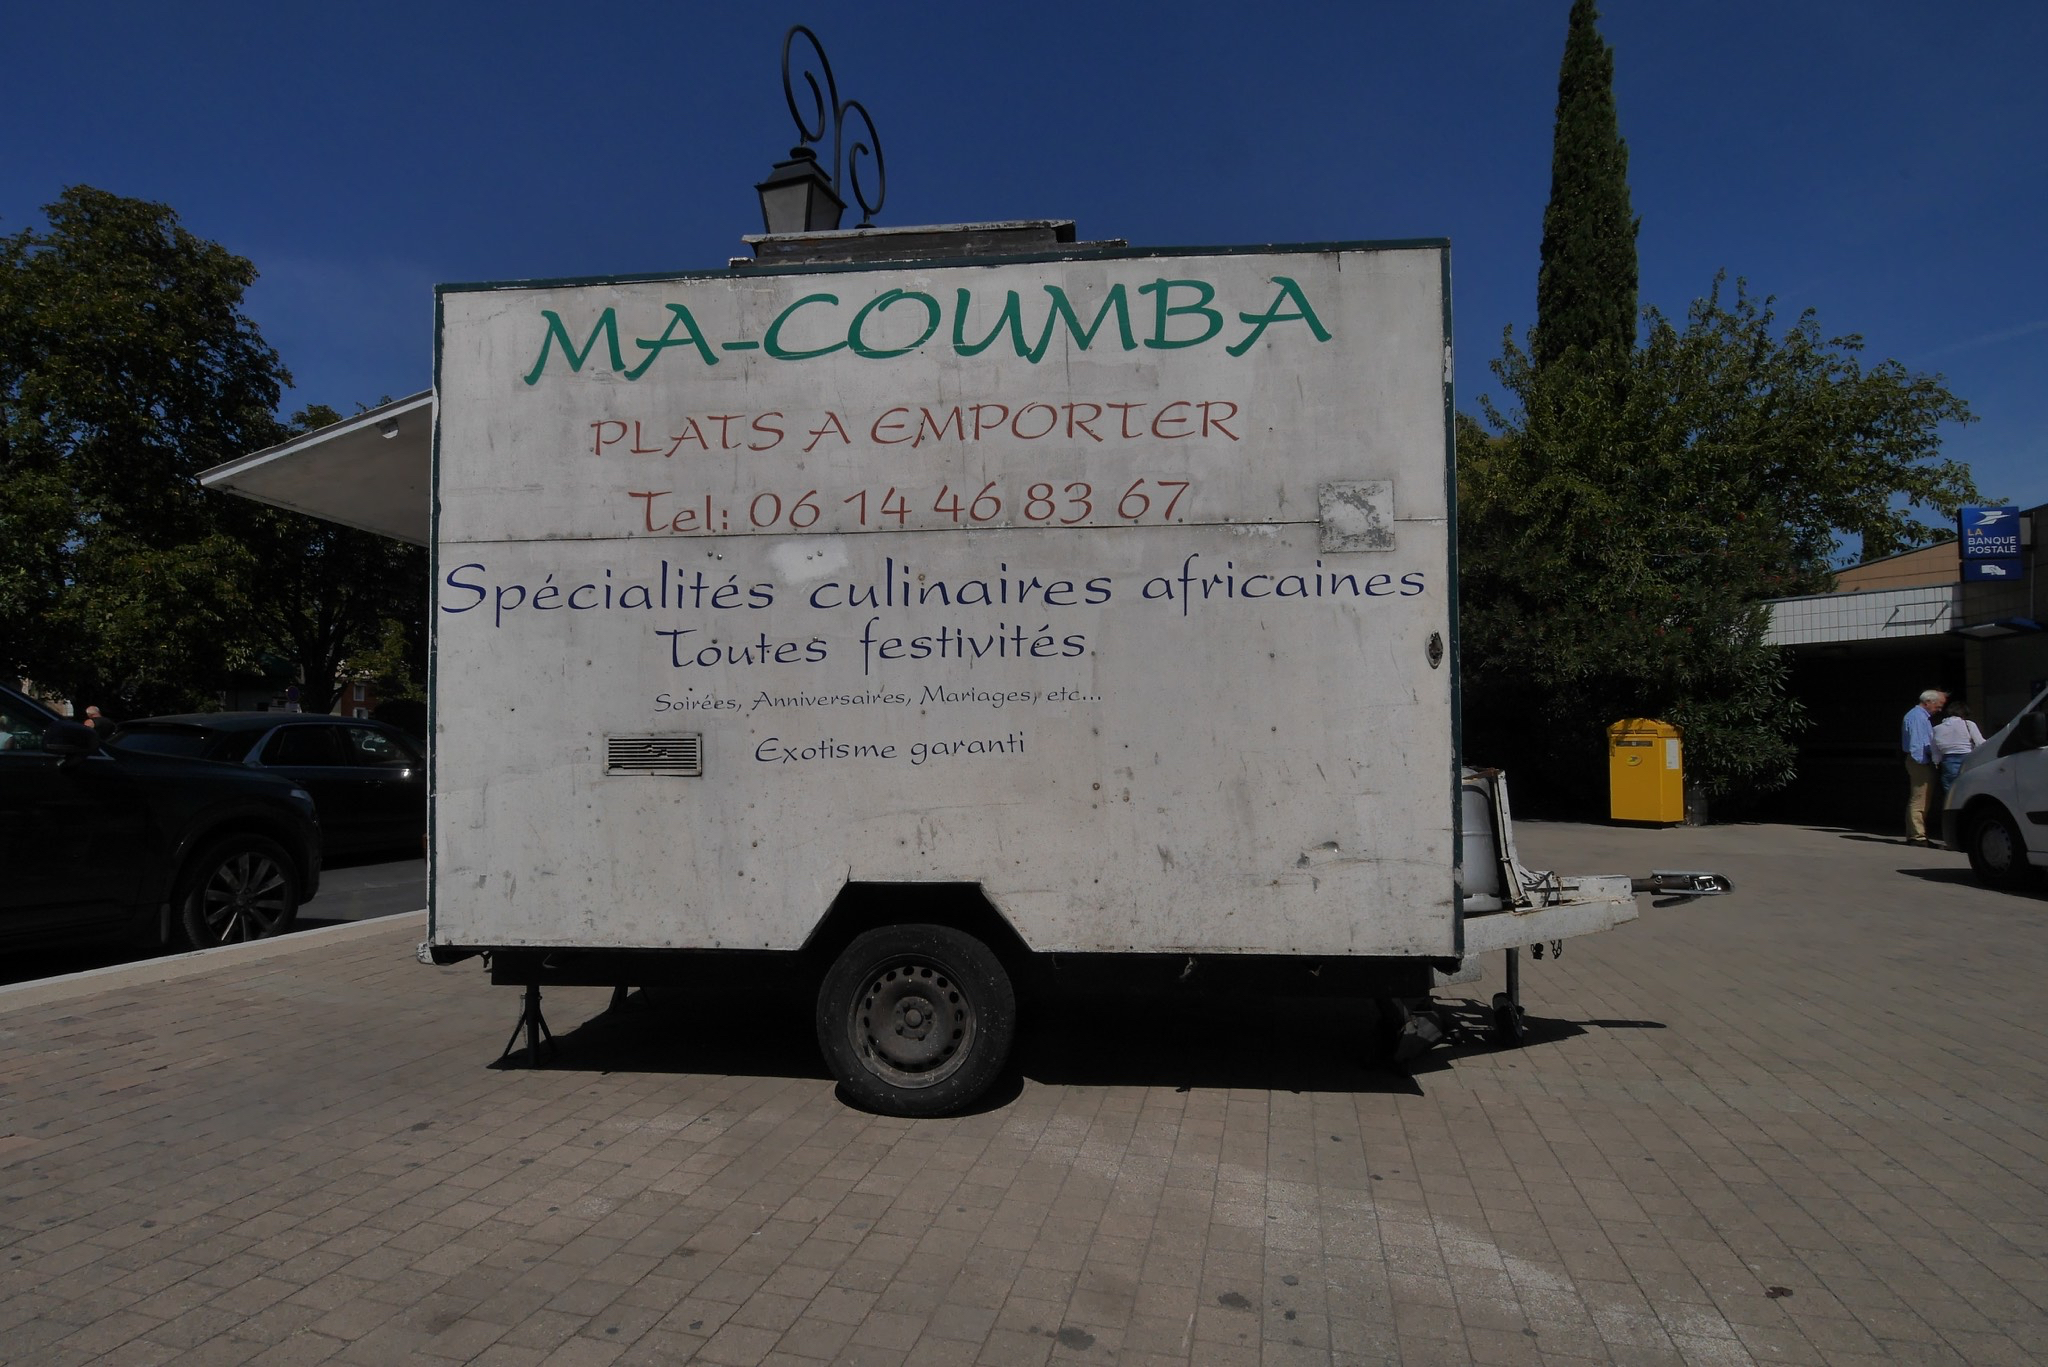 MA-COUMBA
PLATS A EMPORTER
Tel: 06 14 46 83 67
Spécialités culinaires africaines
Toutes festivités
Soirées, Anniversaires, Mariages, etc...
Exotisme garanti
LA
BANQUE
POSTALE